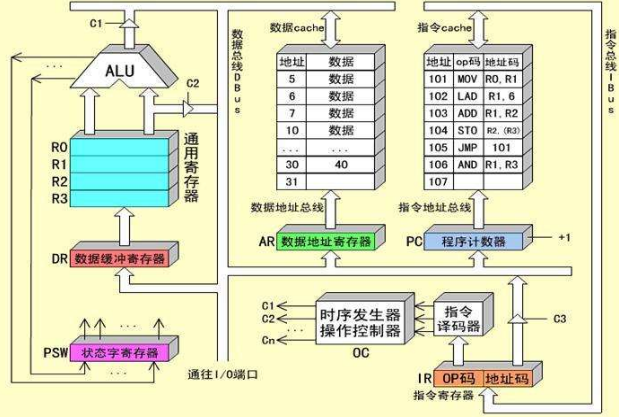 C1
数据总线DBus
数据cache
指令cache
指令总线IBus
...
ALU
C2
地址 数据
5 数据
6 数据
7 数据
10 数据
... ...
30 40
31
地址 op码 地址码
101 MOV R0,R1
102 LAD R1,6
103 ADD R1,R2
104 STO R2,(R3)
105 JMP 101
106 AND R1,R3
107
R0
R1
R2
R3
通用寄存器
数据地址总线
指令地址总线
AR 数据地址寄存器
PC 程序计数器
+1
DR 数据缓冲寄存器
C1
C2
...
Cn
时序发生器
操作控制器
OC
指令
译码器
C3
...
PSW 状态字寄存器
...
通往I/O端口
IR OP码 地址码
指令寄存器